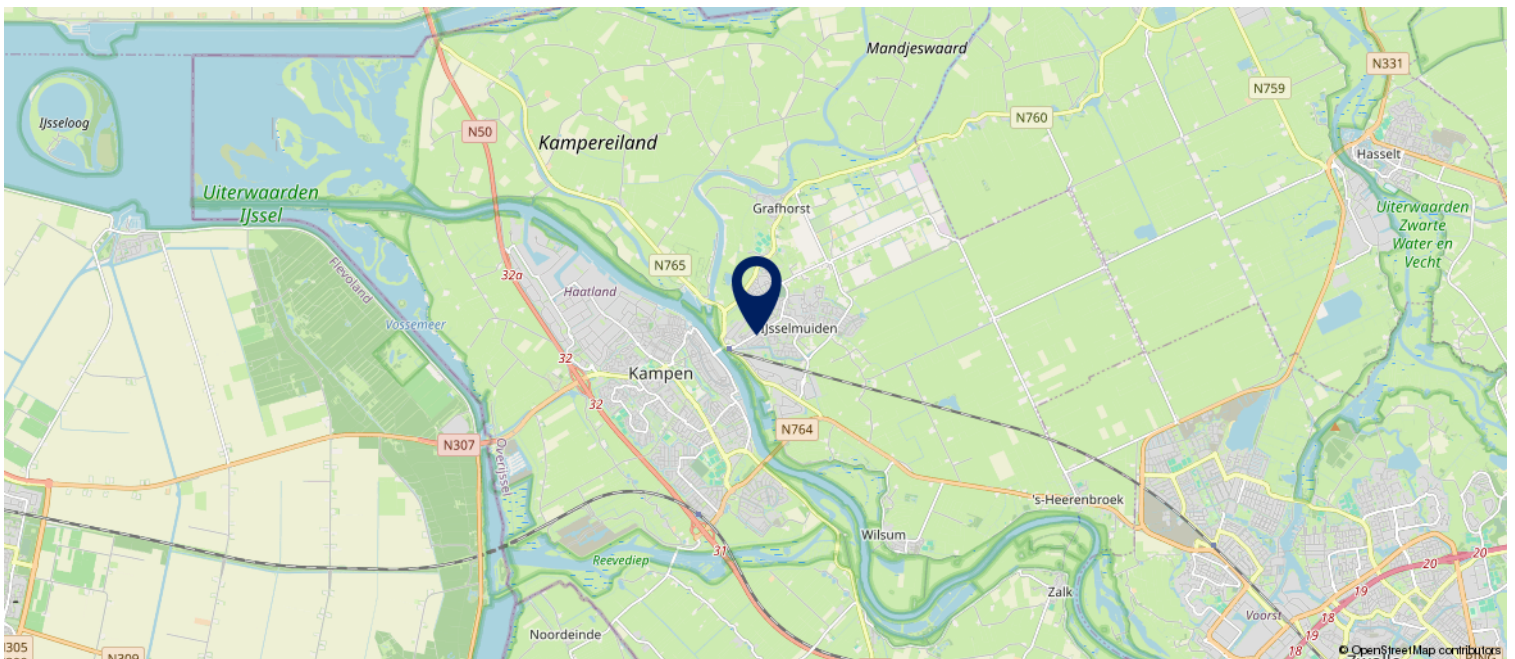 Mandjeswaard
N331
N759
IJsseloog
N760
N50
Kampereiland
Hasselt
Uiterwaarden
IJssel
Grafhorst
Uiterwaarden
Zwarte
Water en
Vecht
N765
32a
Flevoland
Haatland
Vossemeer
IJsselmuiden
32
Kampen
32
N764
N307
Overijssel
's-Heerenbroek
Wilsum
31
Reevediep
20
20
Zalk
19
Voorst
18
Noordeinde
19
18
N309
© OpenStreetMap contributors